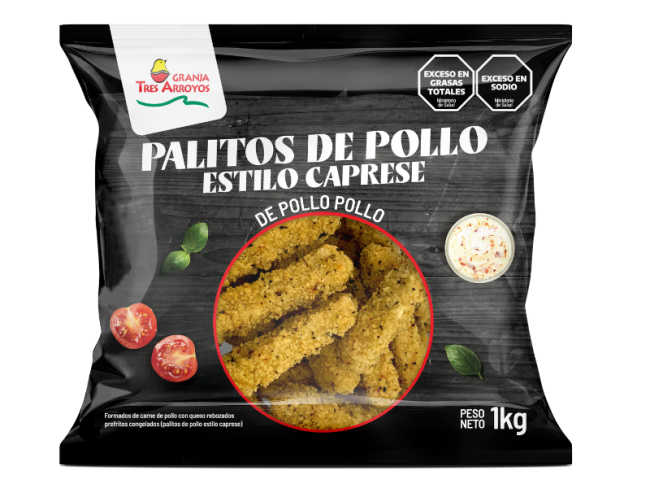 GRANJA
TRES ARROYOS
EXCESO EN
GRASAS
TOTALES
Ministerio
de Salud
EXCESO EN
SODIO
Ministerio
de Salud
PALITOS DE POLLO
ESTILO CAPRESE
DE POLLO POLLO
Formados de carne de pollo con queso rebozados
prefritos congelados (palitos de pollo estilo caprese)
PESO
NETO 1kg